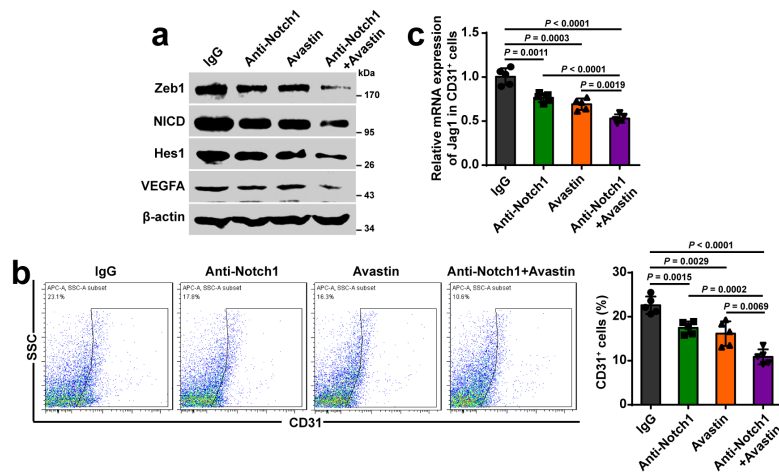 a
IgG
Anti-Notch1
Avastin
Anti-Notch1
+Avastin
kDa
Zeb1
170
NICD
95
Hes1
26
VEGFA
43
β-actin
34
c
Relative mRNA expression
of Jag1 in CD31⁺ cells
P < 0.0001
P = 0.0003
P = 0.0011
P < 0.0001
P = 0.0019
1.5
1.0
0.5
0.0
IgG
Anti-Notch1
Avastin
Anti-Notch1
+Avastin
b
IgG
Anti-Notch1
Avastin
Anti-Notch1+Avastin
APC-A, SSC-A subset
23.1%
APC-A, SSC-A subset
17.8%
APC-A, SSC-A subset
16.3%
APC-A, SSC-A subset
10.6%
SSC
CD31
CD31⁺ cells (%)
P < 0.0001
P = 0.0029
P = 0.0015
P = 0.0002
P = 0.0069
30
20
10
0
IgG
Anti-Notch1
Avastin
Anti-Notch1
+Avastin